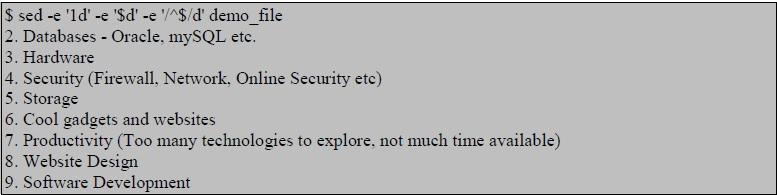 $ sed -e '1d' -e '$d' -e '/^$/d' demo_file
2. Databases - Oracle, mySQL etc.
3. Hardware
4. Security (Firewall, Network, Online Security etc)
5. Storage
6. Cool gadgets and websites
7. Productivity (Too many technologies to explore, not much time available)
8. Website Design
9. Software Development